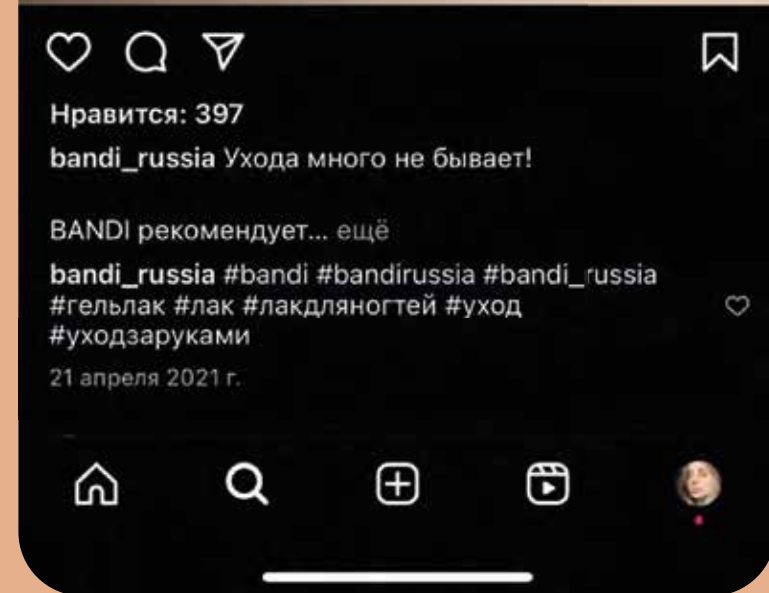 Нравится: 397
bandi_russia Ухода много не бывает!
BANDI рекомендует... ещё
bandi_russia #bandi #bandirussia #bandi_russia
#гельлак #лак #лакдляногтей #уход
#уходзаруками
21 апреля 2021 г.